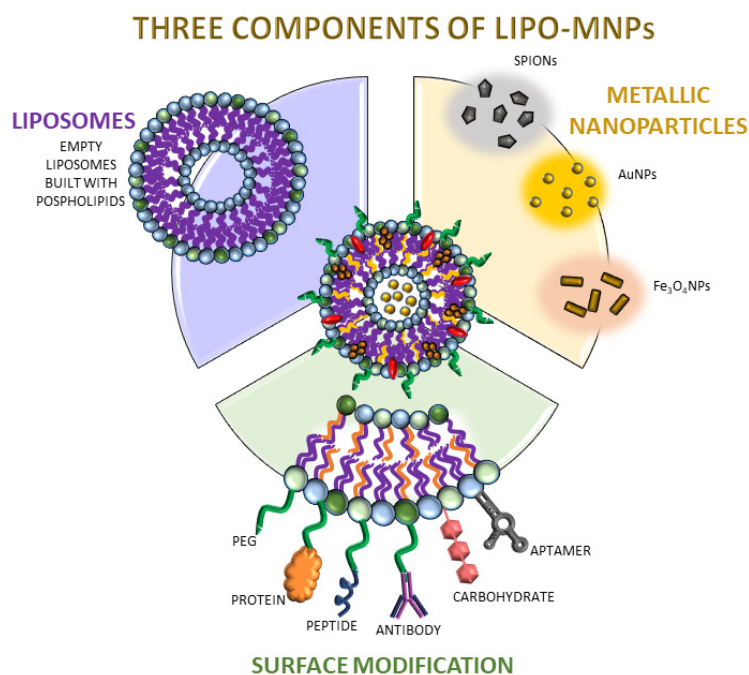 THREE COMPONENTS OF LIPO-MNPs
LIPOSOMES
EMPTY
LIPOSOMES
BUILT WITH
POSPHOLIPIDS
SPIONs
METALLIC
NANOPARTICLES
AuNPs
Fe₃O₄NPs
PEG
PROTEIN
PEPTIDE
ANTIBODY
CARBOHYDRATE
APTAMER
SURFACE MODIFICATION